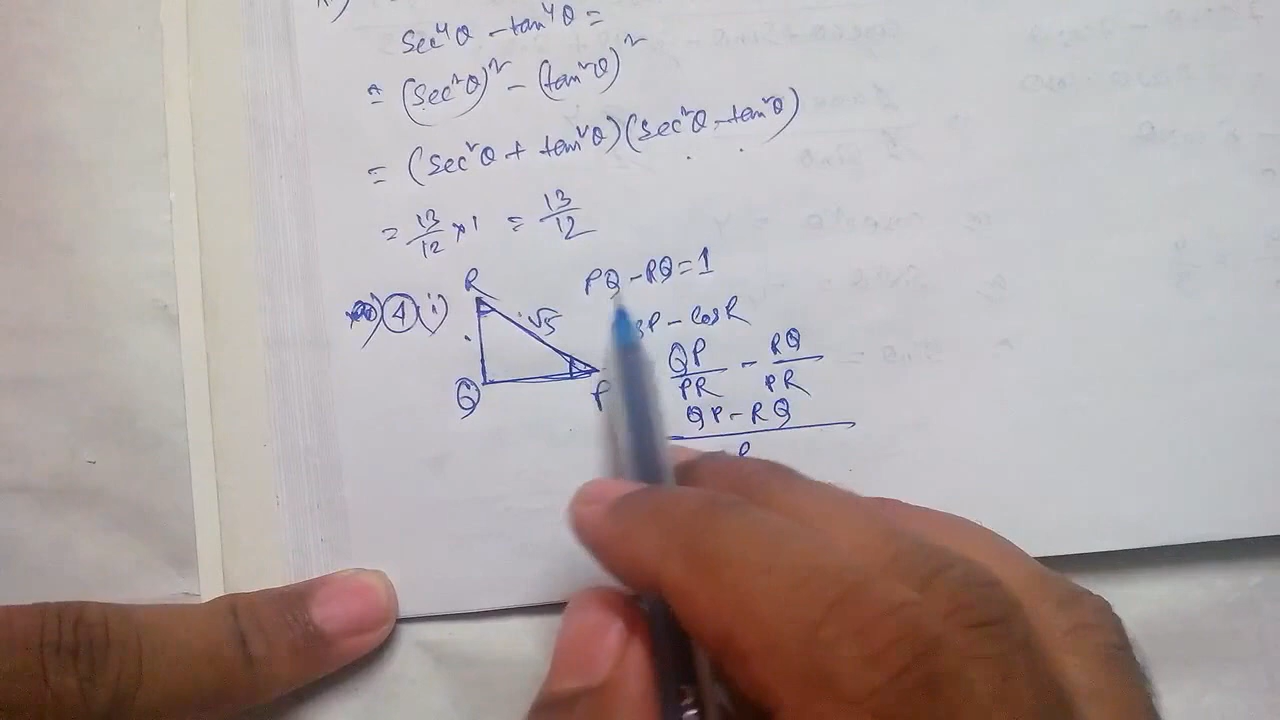 Sec⁴θ - tan⁴θ =
= (Sec²θ)² - (tan²θ)²
= (Sec²θ + tan²θ)(Sec²θ - tan²θ)
= 13/12 × 1 = 13/12
④ i)
R
√5
Q
P
PQ - RQ = 1
P - Cos R
QP/PR - RQ/PR
QP - RQ